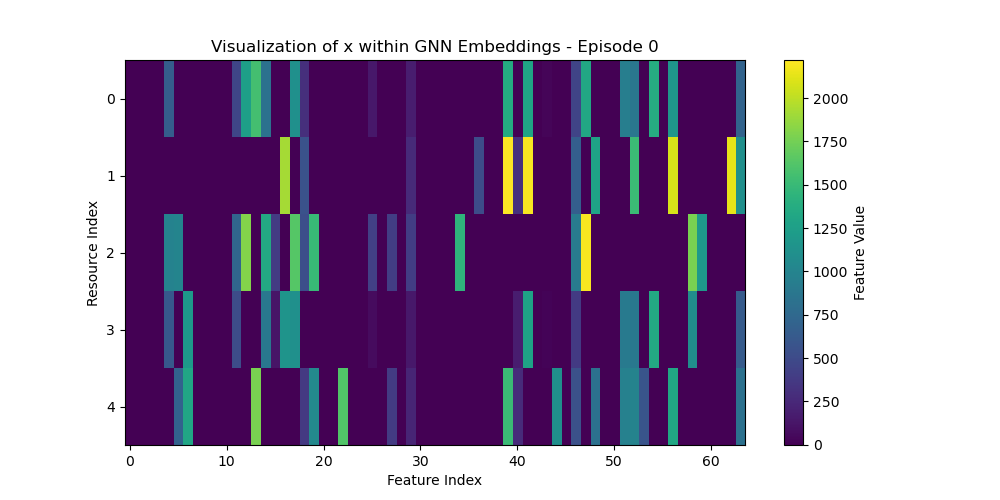 Visualization of x within GNN Embeddings - Episode 0
Resource Index
0
1
2
3
4
0 10 20 30 40 50 60
Feature Index
2000
1750
1500
1250
1000
750
500
250
0
Feature Value